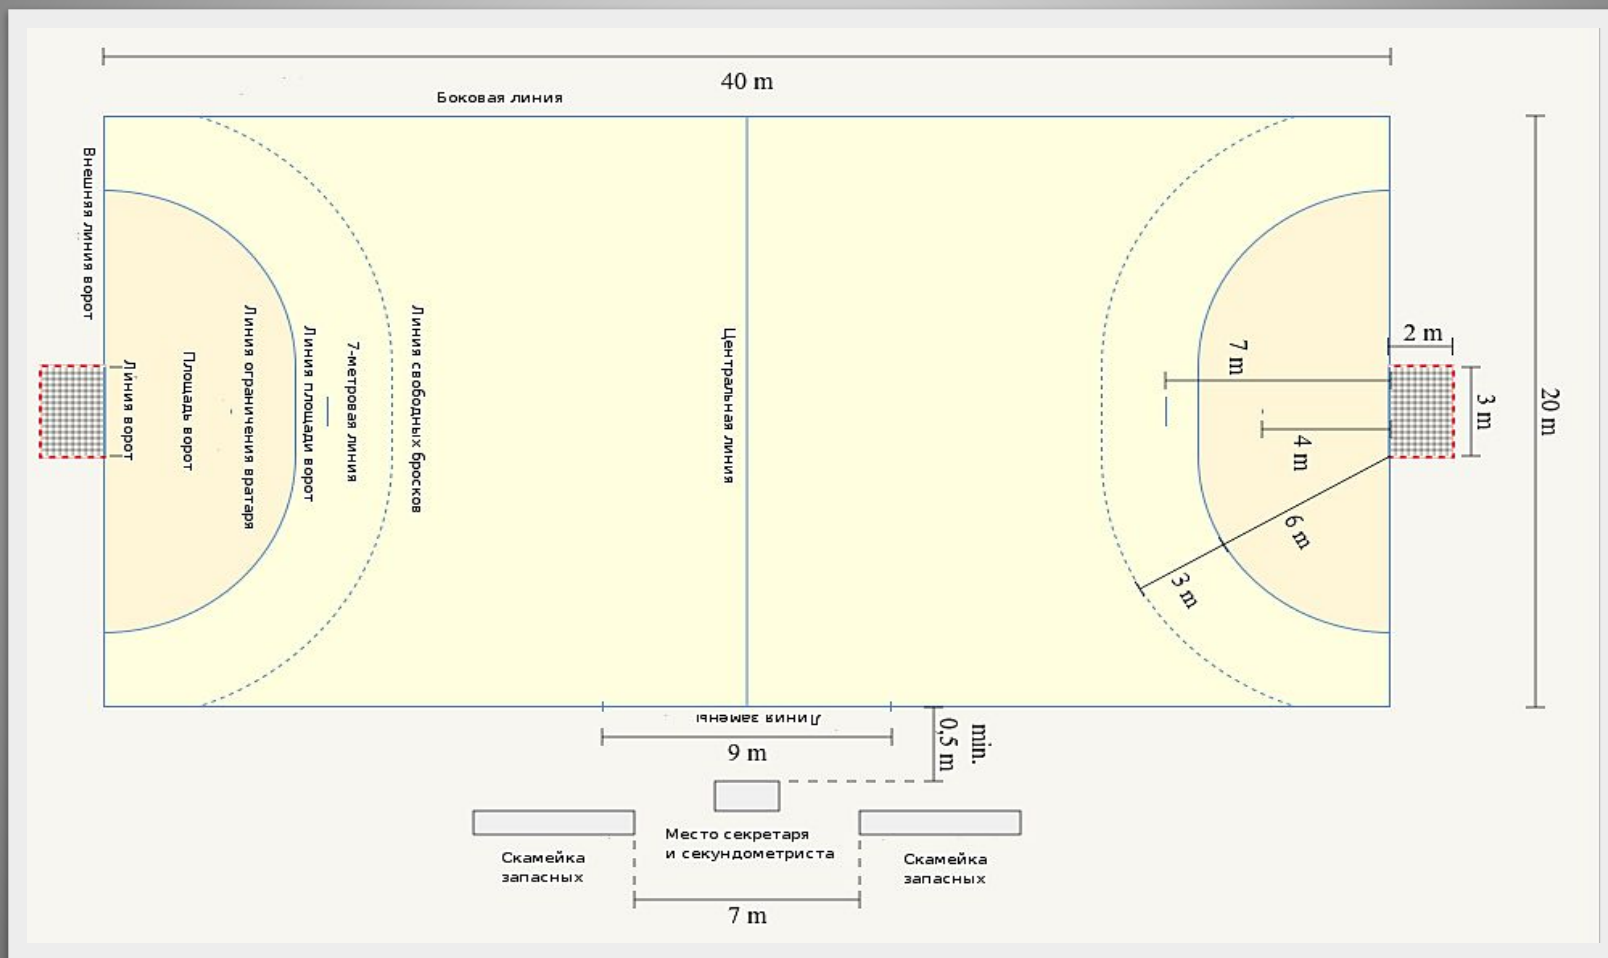 40 m
Боковая линия
Внешняя линия ворот
Линия ворот
Площадь ворот
Линия ограничения вратаря
Линия площади ворот
7-метровая линия
Линия свободных бросков
Центральная линия
7 m
4 m
6 m
3 m
2 m
3 m
20 m
Линия замены
9 m
min.
0,5 m
Место секретаря
и секундометриста
Скамейка
запасных
Скамейка
запасных
7 m